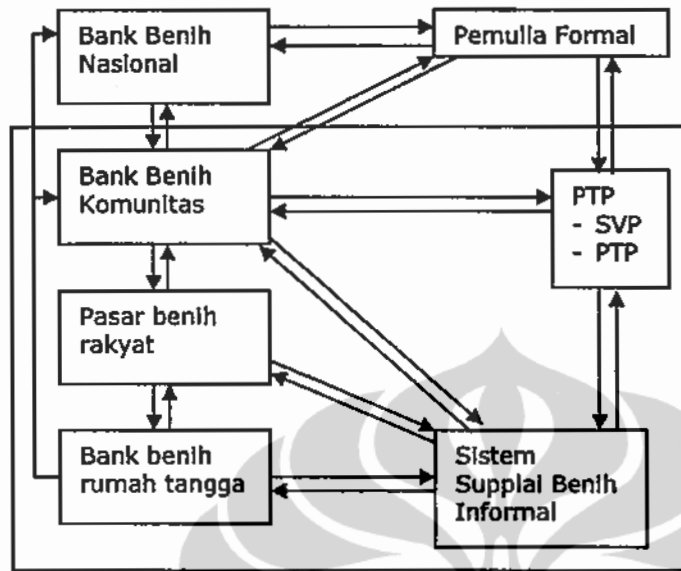 Bank Benih
Nasional
Pemulia Formal
Bank Benih
Komunitas
PTP
- SVP
- PTP
Pasar benih
rakyat
Bank benih
rumah tangga
Sistem
Supplai Benih
Informal